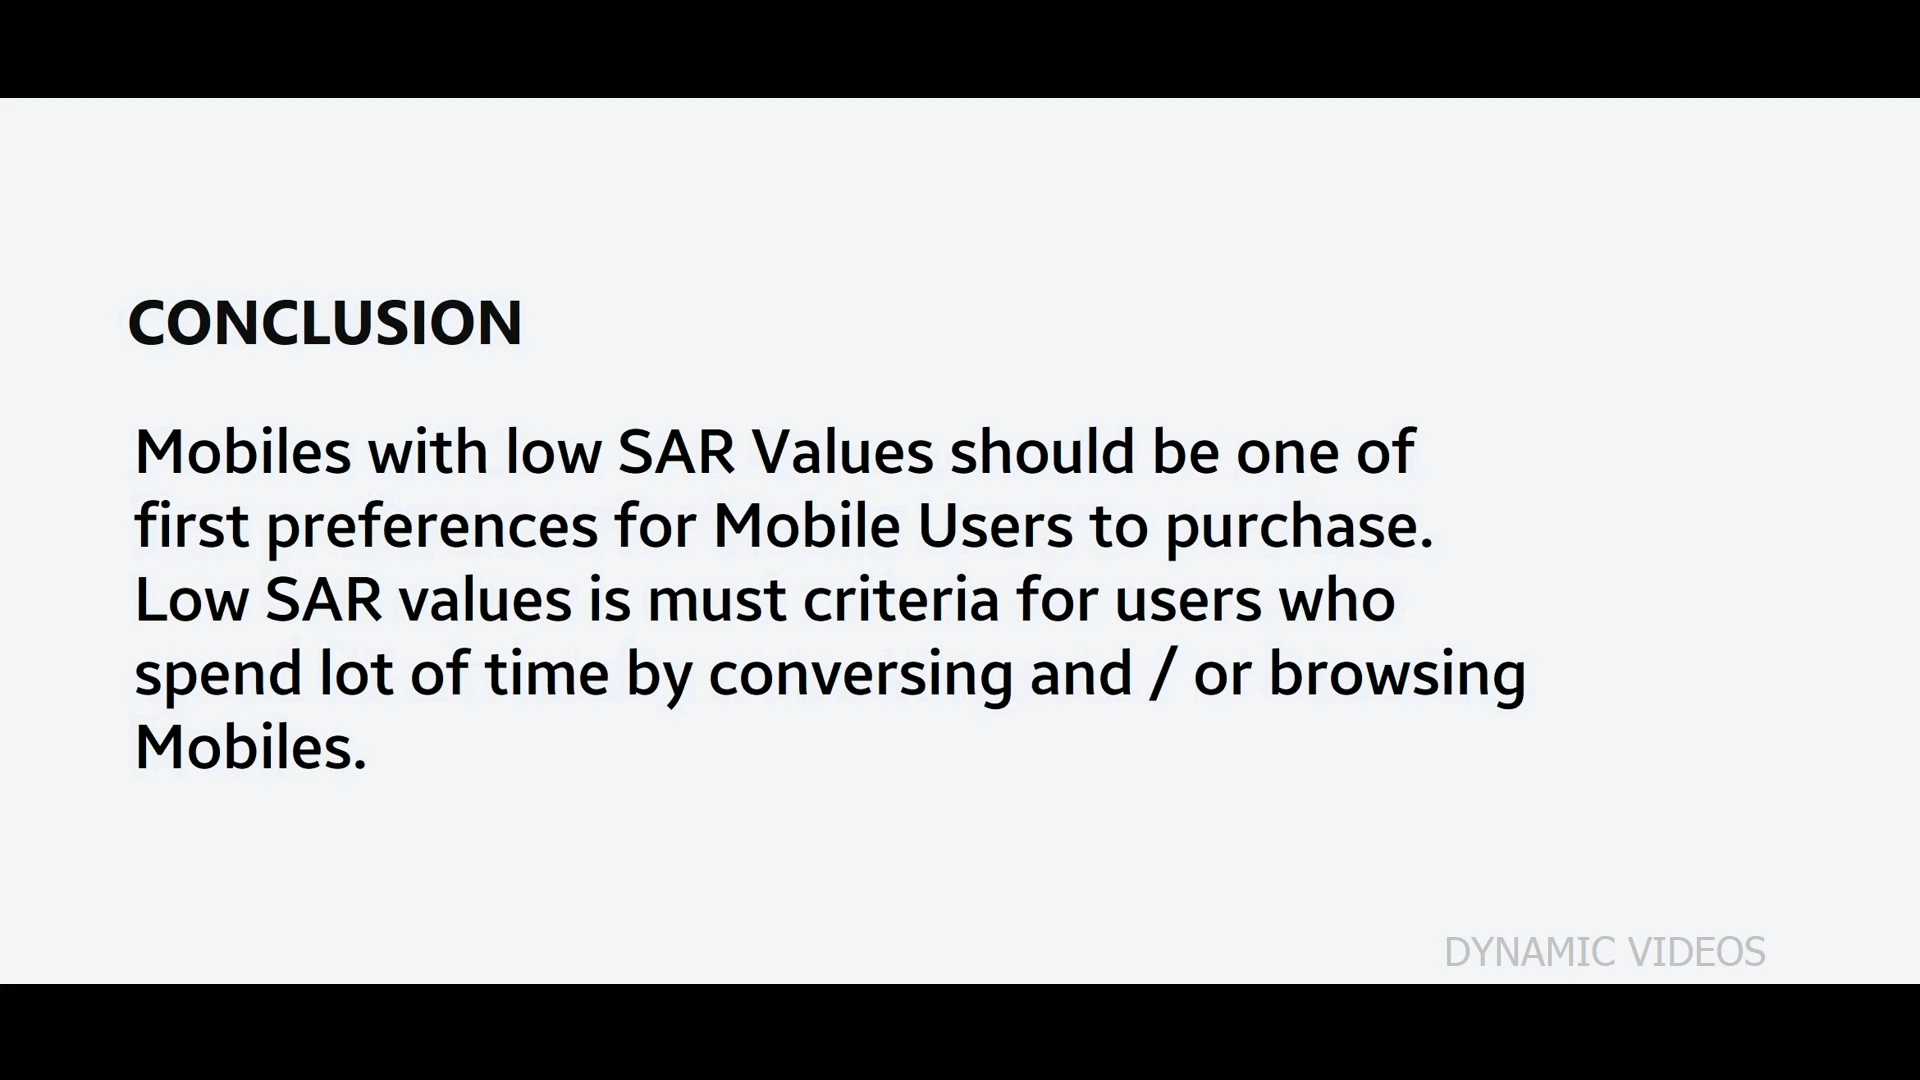 CONCLUSION
Mobiles with low SAR Values should be one of
first preferences for Mobile Users to purchase.
Low SAR values is must criteria for users who
spend lot of time by conversing and / or browsing
Mobiles.
DYNAMIC VIDEOS